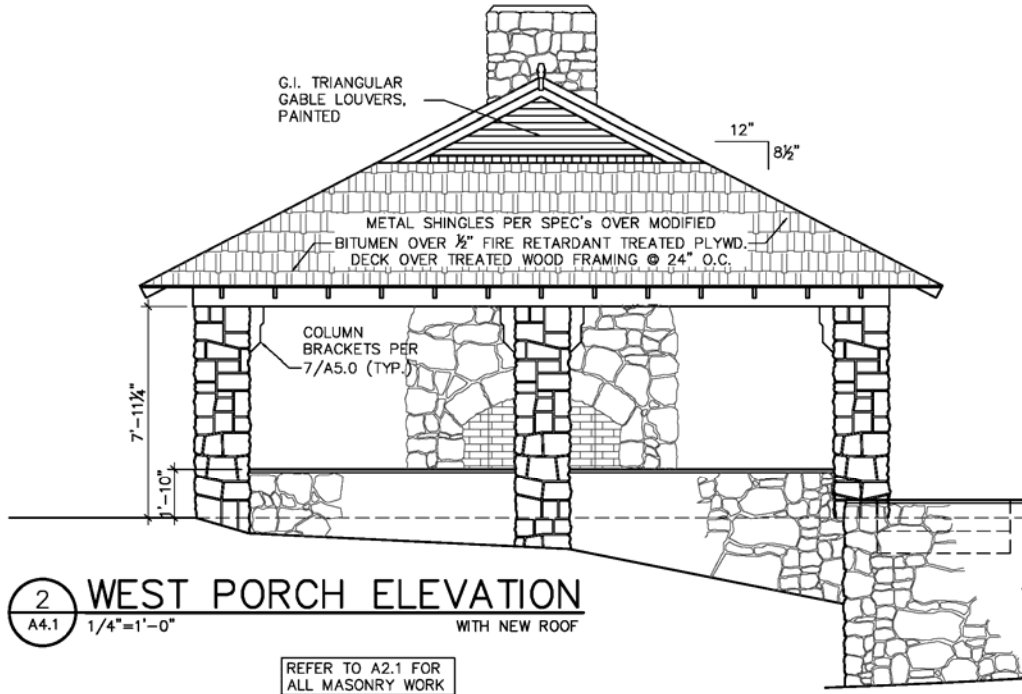 G.I. TRIANGULAR
GABLE LOUVERS,
PAINTED
12"
8½"
METAL SHINGLES PER SPEC's OVER MODIFIED
BITUMEN OVER ½" FIRE RETARDANT TREATED PLYWD.
DECK OVER TREATED WOOD FRAMING @ 24" O.C.
COLUMN
BRACKETS PER
7/A5.0 (TYP.)
7'-11¼"
1'-10"
2
A4.1
WEST PORCH ELEVATION
1/4"=1'-0"
WITH NEW ROOF
REFER TO A2.1 FOR
ALL MASONRY WORK